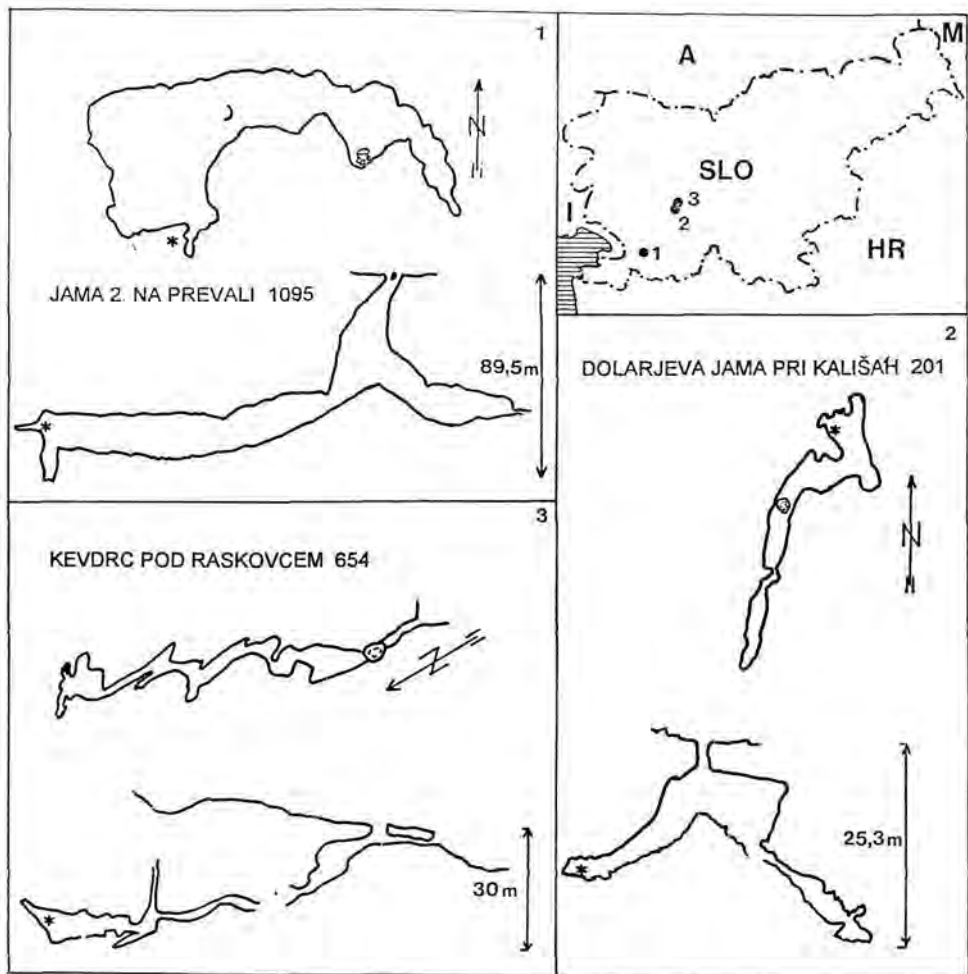 1
N
JAMA 2. NA PREVALI 1095
89,5m
A
M
SLO
I
3
2
1
HR
2
DOLARJEVA JAMA PRI KALIŠAH 201
N
25,3m
3
KEVDRC POD RASKOVCEM 654
N
30m